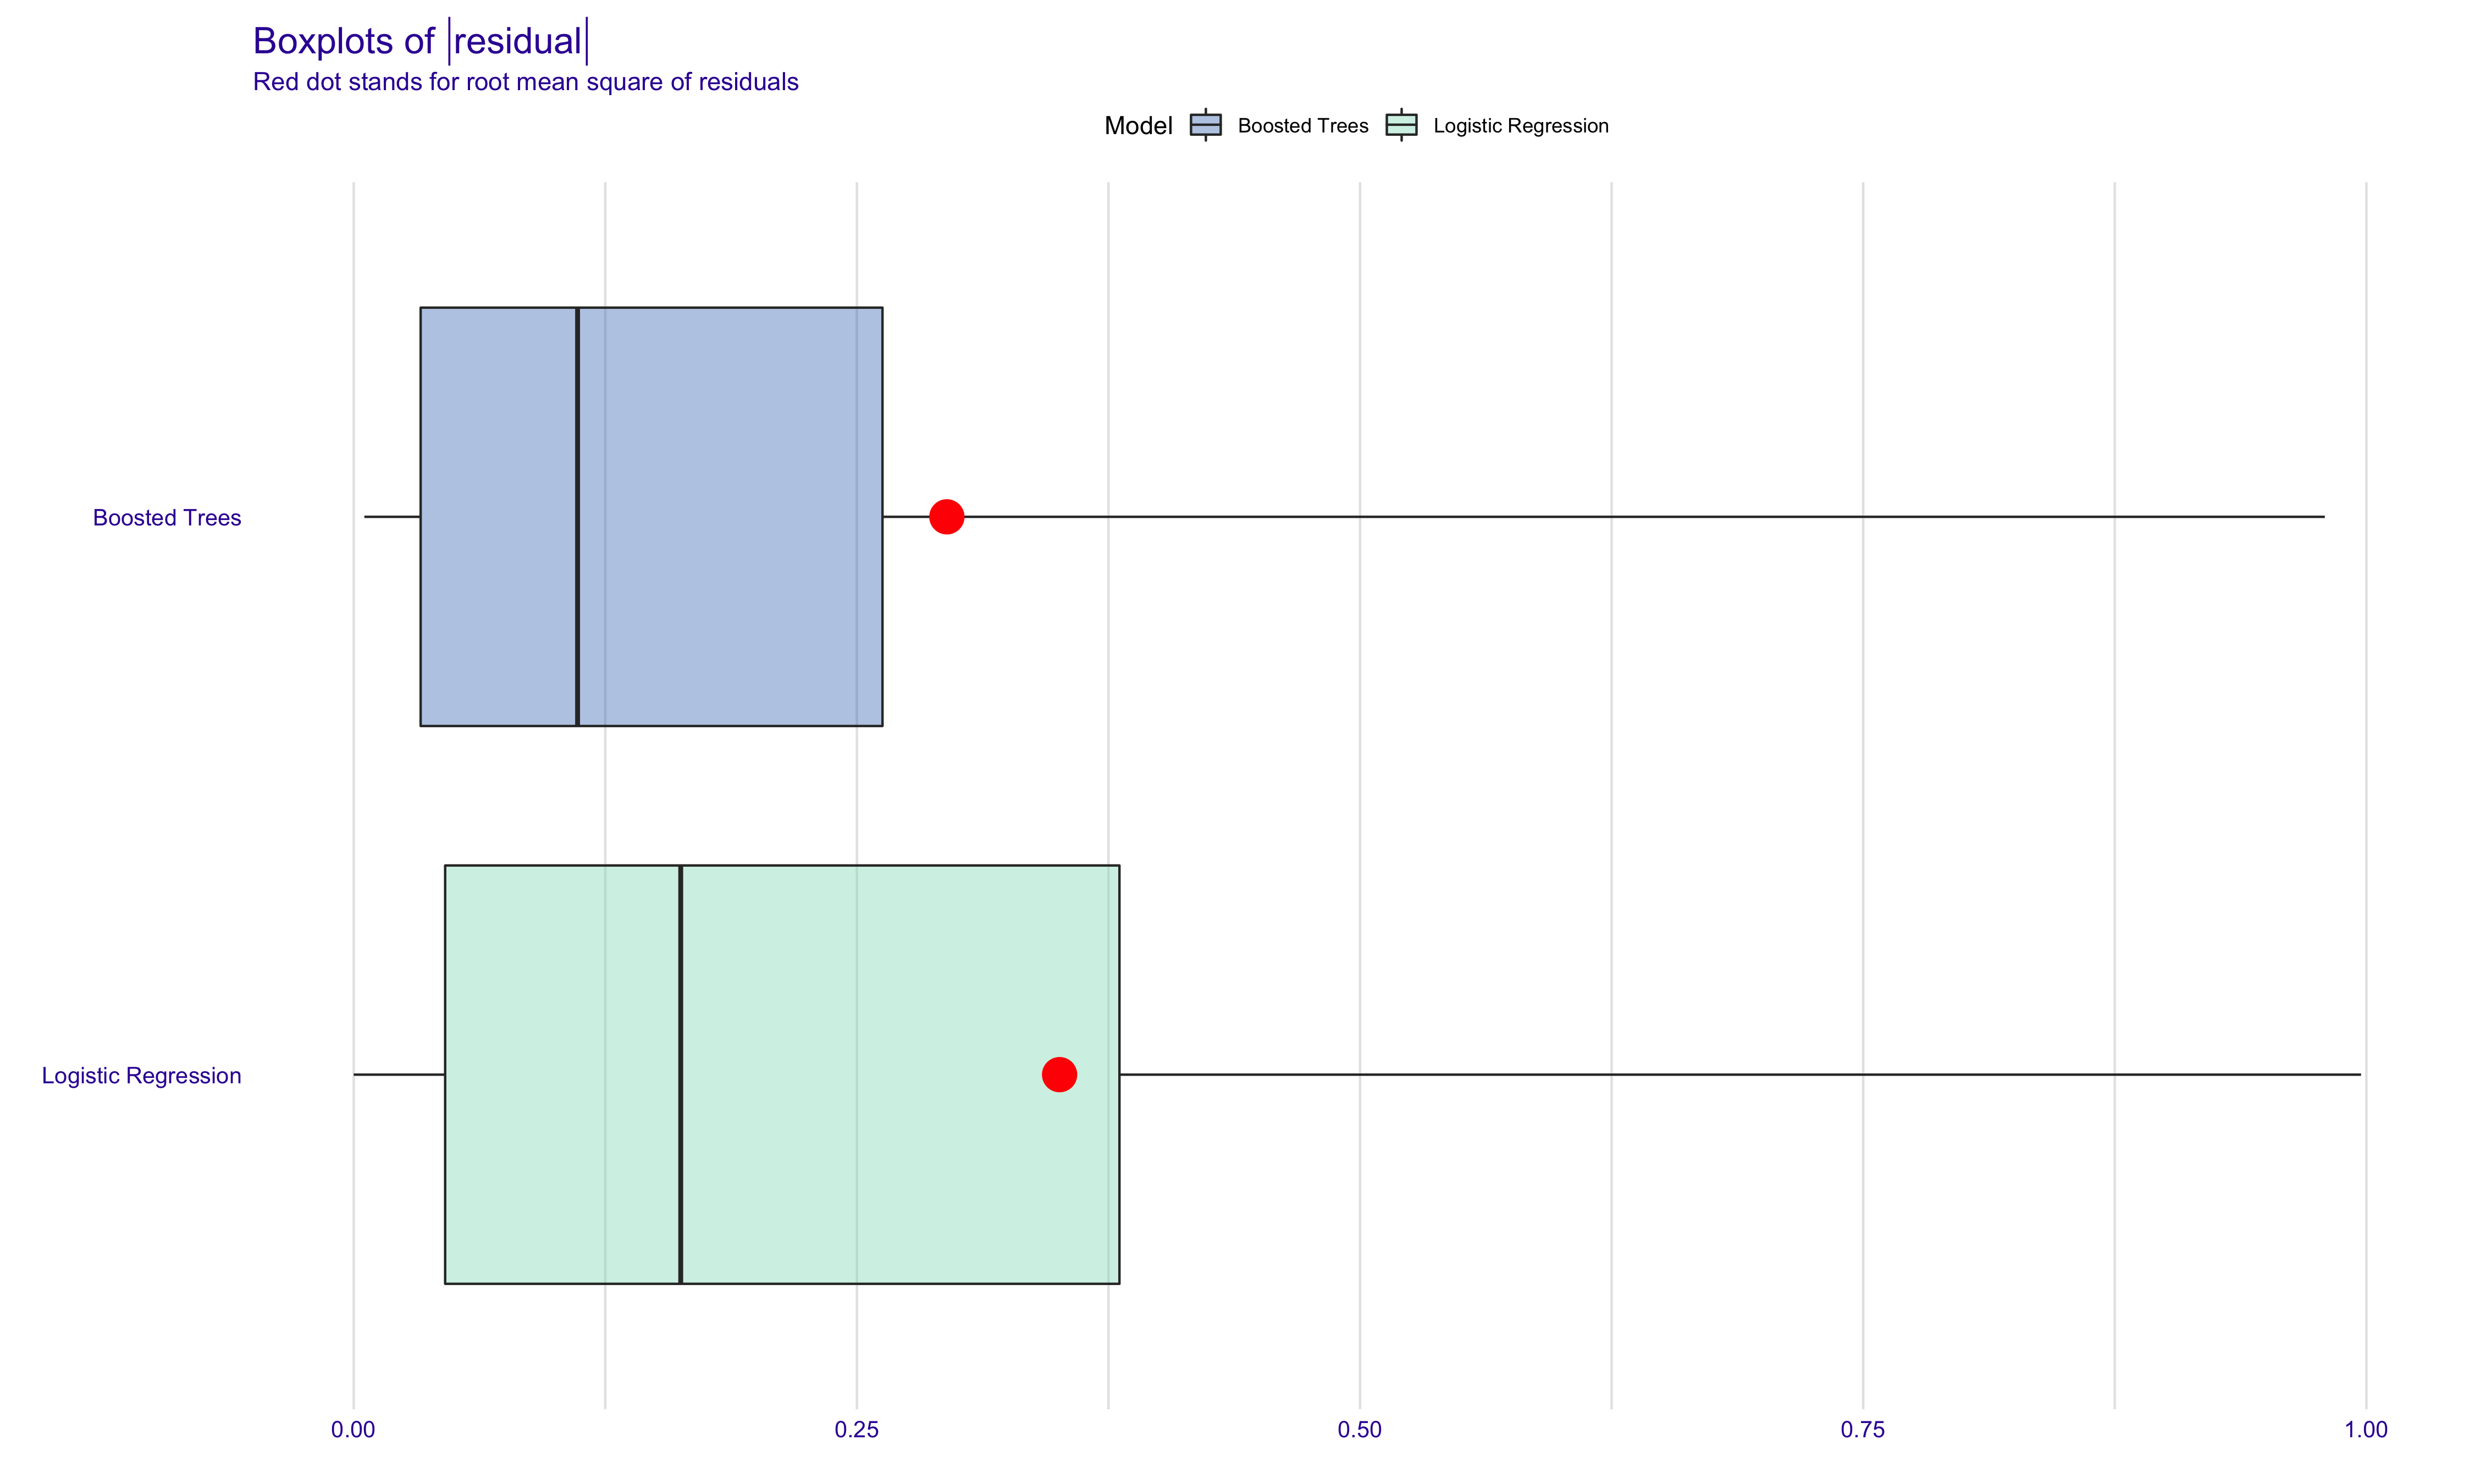 Boxplots of |residual|
Red dot stands for root mean square of residuals
Model Boosted Trees Logistic Regression
Boosted Trees
Logistic Regression
0.00 0.25 0.50 0.75 1.00